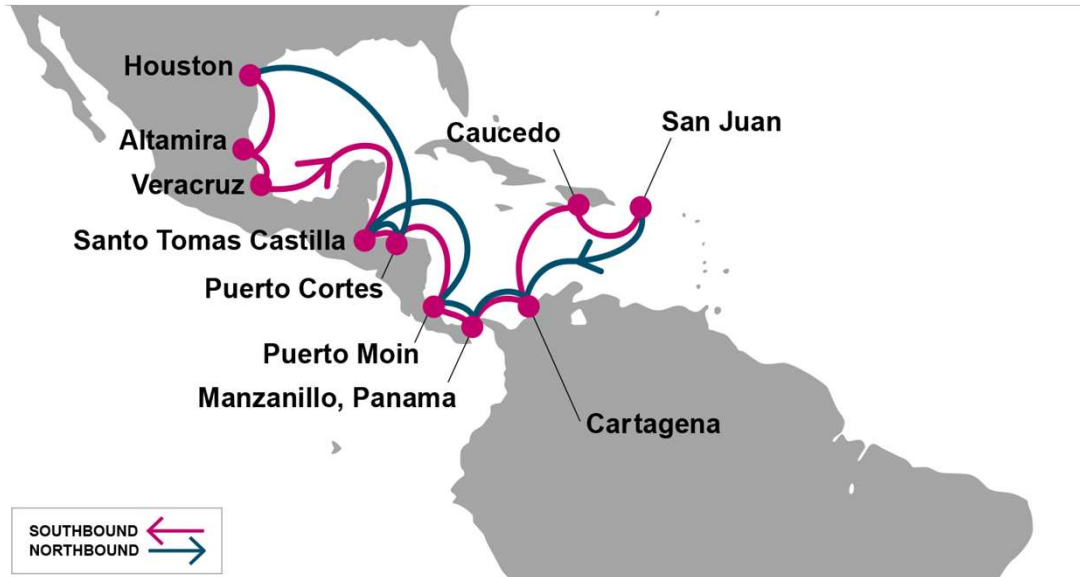 Houston
Altamira
Veracruz
Caucedo
San Juan
Santo Tomas Castilla
Puerto Cortes
Puerto Moin
Manzanillo, Panama
Cartagena
SOUTHBOUND
NORTHBOUND